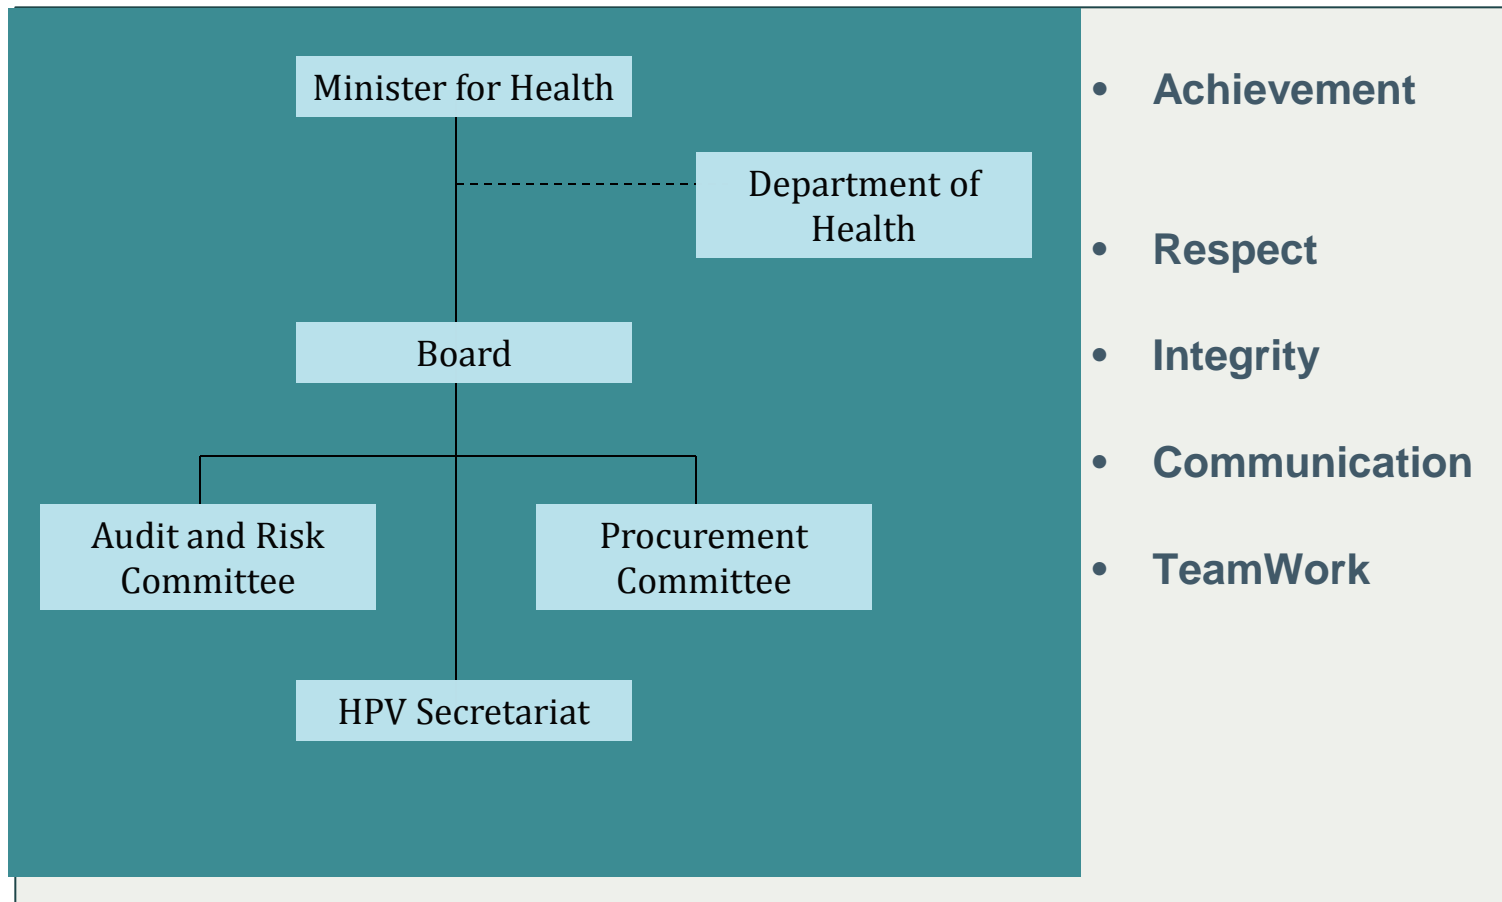 Minister for Health
Department of
Health
Board
Audit and Risk
Committee
Procurement
Committee
HPV Secretariat
• Achievement
• Respect
• Integrity
• Communication
• TeamWork